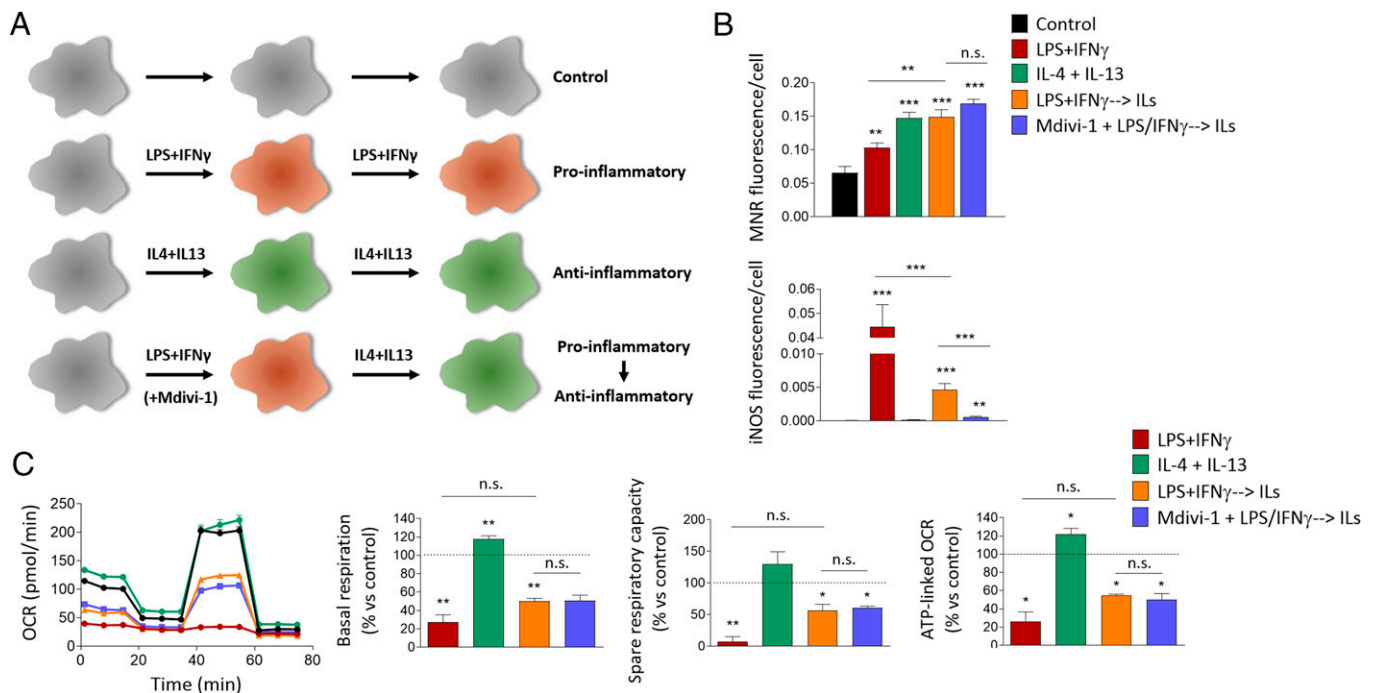 A
Control
LPS+IFNγ
LPS+IFNγ
Pro-inflammatory
IL4+IL13
IL4+IL13
Anti-inflammatory
LPS+IFNγ
(+Mdivi-1)
IL4+IL13
Pro-inflammatory
Anti-inflammatory
B
Control
LPS+IFNγ
IL-4 + IL-13
LPS+IFNγ--> ILs
Mdivi-1 + LPS/IFNγ--> ILs
MNR fluorescence/cell
0.20
0.15
0.10
0.05
0.00
n.s.
**
**
***
***
***
iNOS fluorescence/cell
0.06
0.05
0.04
0.010
0.005
0.000
***
***
***
***
**
LPS+IFNγ
IL-4 + IL-13
LPS+IFNγ--> ILs
Mdivi-1 + LPS/IFNγ--> ILs
C
OCR (pmol/min)
250
200
150
100
50
0
0 20 40 60 80
Time (min)
Basal respiration
(% vs control)
140
120
100
80
60
40
20
0
n.s.
**
n.s.
**
**
Spare respiratory capacity
(% vs control)
200
150
100
50
0
n.s.
n.s.
**
*
*
ATP-linked OCR
(% vs control)
140
120
100
80
60
40
20
0
n.s.
*
n.s.
*
*
*